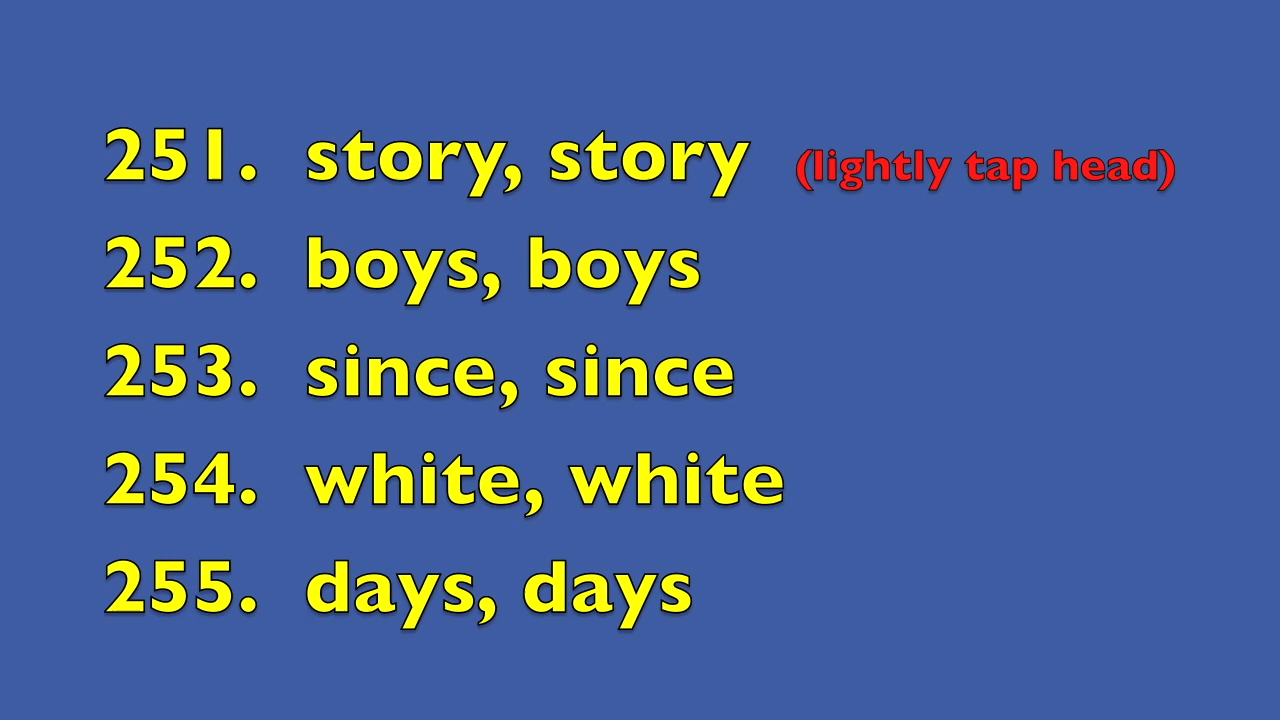 251. story, story (lightly tap head)
252. boys, boys
253. since, since
254. white, white
255. days, days